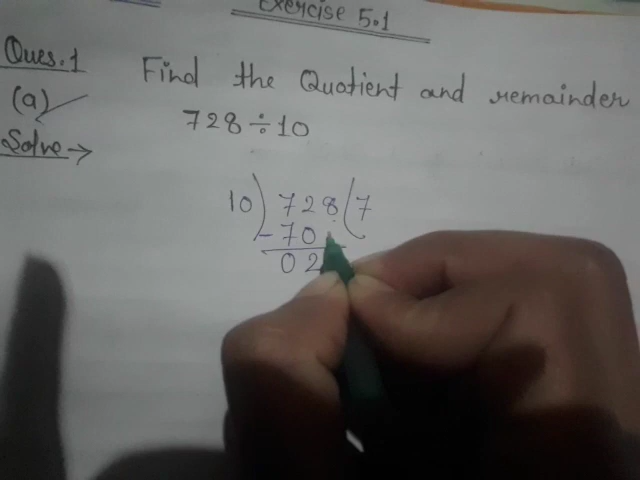 Exercise 5.1
Ques.1
Find the Quotient and remainder
(a)
728÷10
Solve→
10)728(7
-70
02